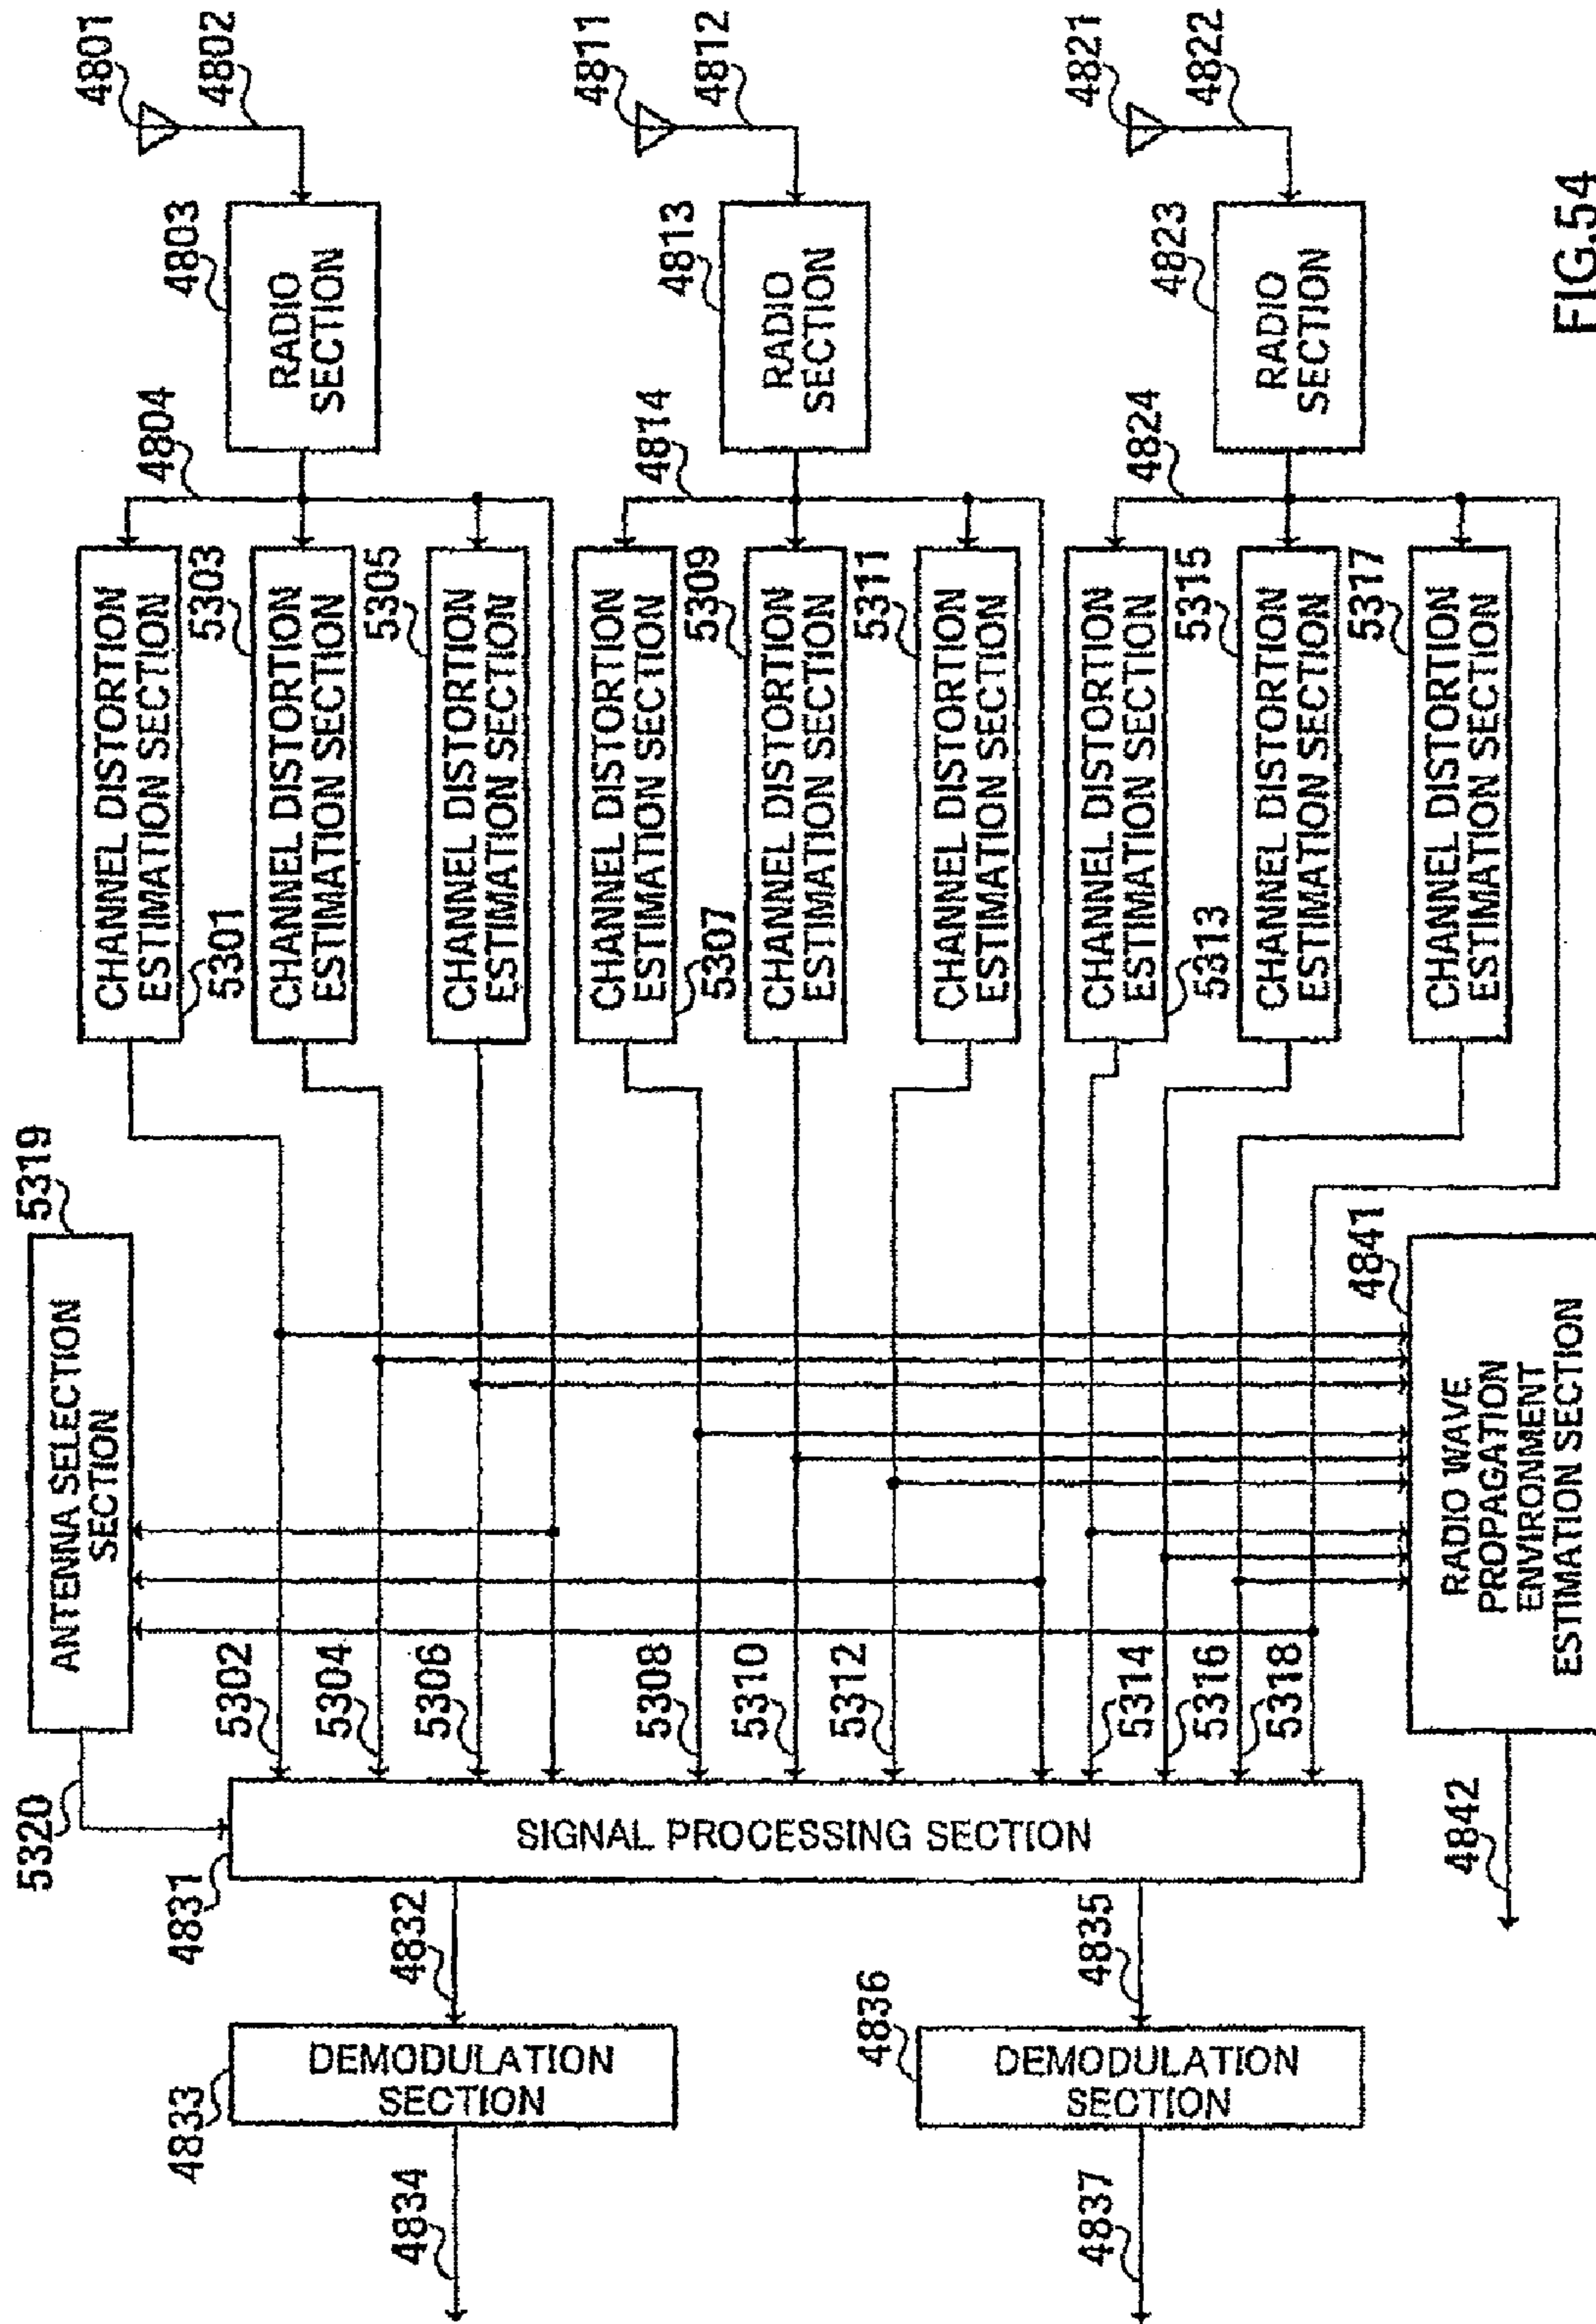 4801
4802
4803
RADIO
SECTION
4804
CHANNEL DISTORTION
ESTIMATION SECTION
5301
5303
CHANNEL DISTORTION
ESTIMATION SECTION
5305
CHANNEL DISTORTION
ESTIMATION SECTION
4811
4812
4813
RADIO
SECTION
4814
CHANNEL DISTORTION
ESTIMATION SECTION
5307
5309
CHANNEL DISTORTION
ESTIMATION SECTION
5311
CHANNEL DISTORTION
ESTIMATION SECTION
4821
4822
4823
RADIO
SECTION
4824
CHANNEL DISTORTION
ESTIMATION SECTION
5313
5315
CHANNEL DISTORTION
ESTIMATION SECTION
5317
CHANNEL DISTORTION
ESTIMATION SECTION
5319
ANTENNA SELECTION
SECTION
5320
5302
5304
5306
5308
5310
5312
5314
5316
5318
4841
RADIO WAVE
PROPAGATION
ENVIRONMENT
ESTIMATION SECTION
4842
4831
SIGNAL PROCESSING SECTION
4832
4833
DEMODULATION
SECTION
4834
4835
4836
DEMODULATION
SECTION
4837
FIG.54